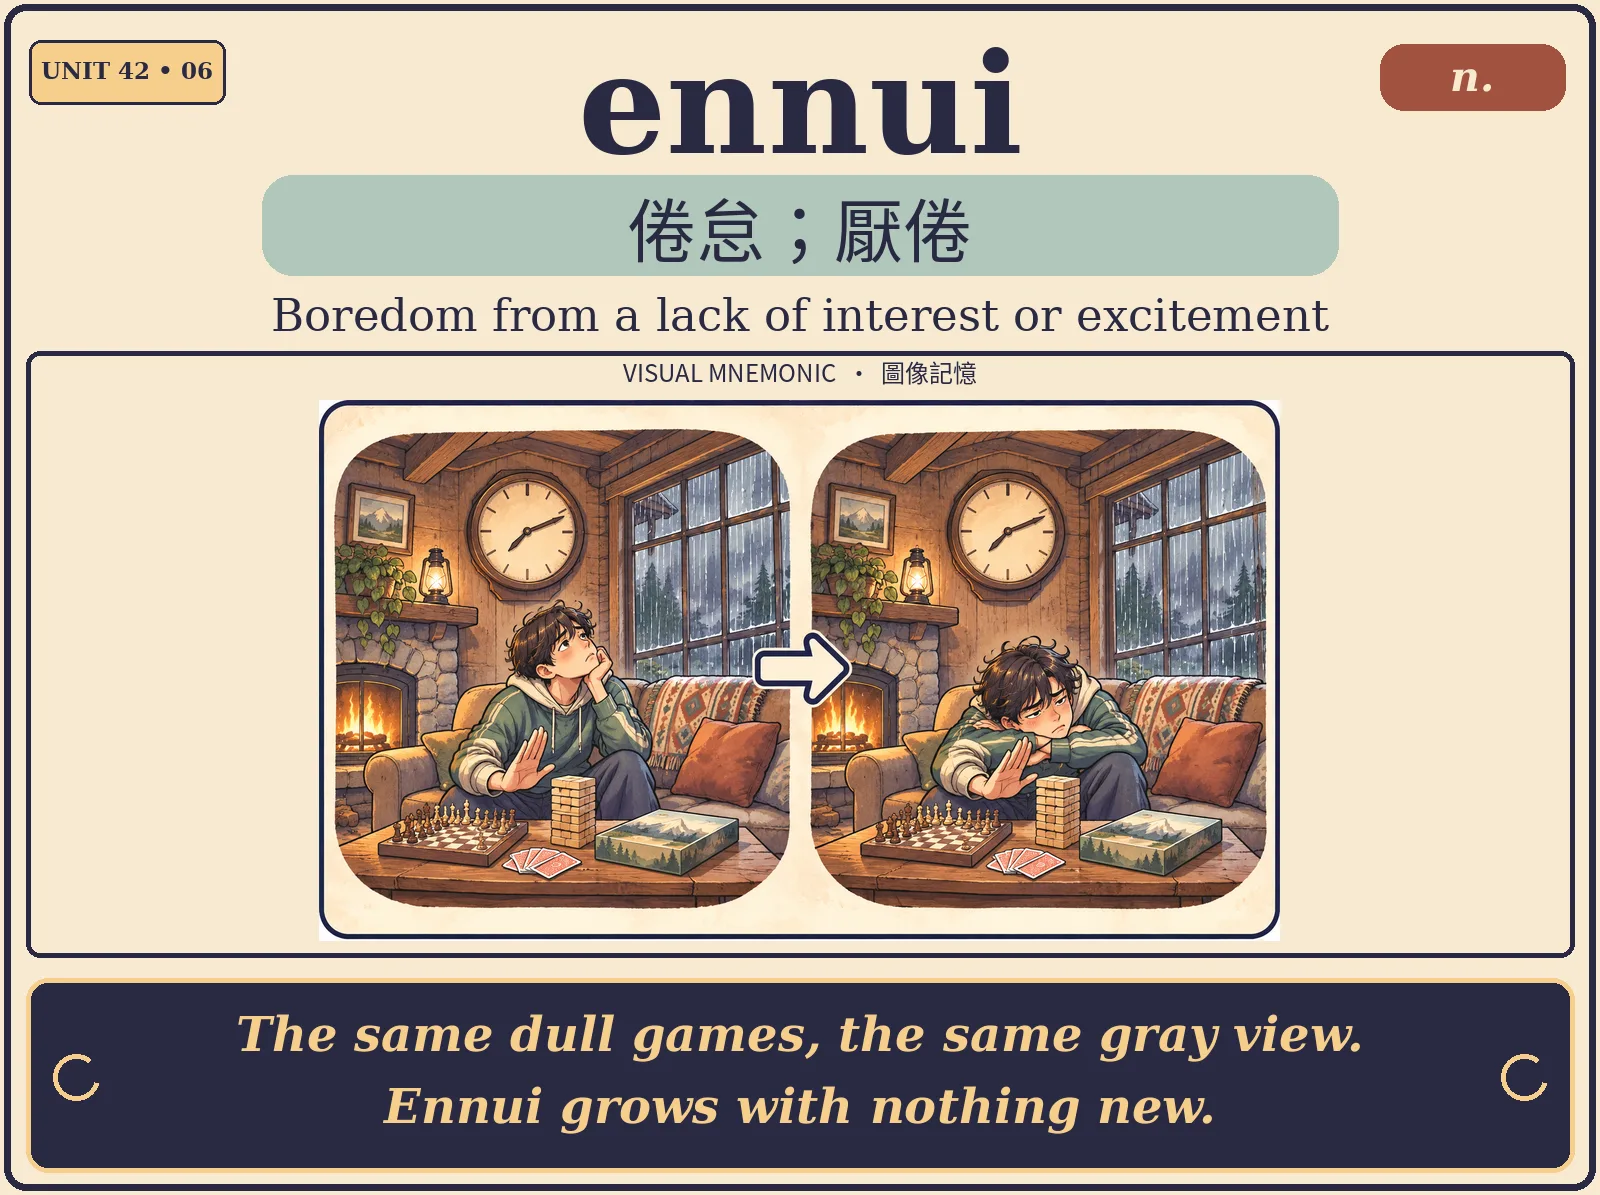 UNIT 42 • 06
ennui
n.
倦怠；厭倦
Boredom from a lack of interest or excitement
VISUAL MNEMONIC ・ 圖像記憶
The same dull games, the same gray view.
Ennui grows with nothing new.